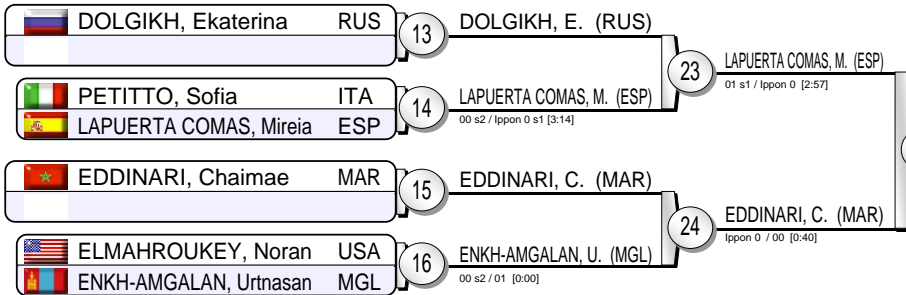 DOLGIKH, Ekaterina RUS
13
DOLGIKH, E. (RUS)
PETITTO, Sofia ITA
LAPUERTA COMAS, Mireia ESP
14
LAPUERTA COMAS, M. (ESP)
00 s2 / Ippon 0 s1 [3:14]
23
LAPUERTA COMAS, M. (ESP)
01 s1 / Ippon 0 [2:57]
EDDINARI, Chaimae MAR
15
EDDINARI, C. (MAR)
ELMAHROUKEY, Noran USA
ENKH-AMGALAN, Urtnasan MGL
16
ENKH-AMGALAN, U. (MGL)
00 s2 / 01 [0:00]
24
EDDINARI, C. (MAR)
Ippon 0 / 00 [0:40]